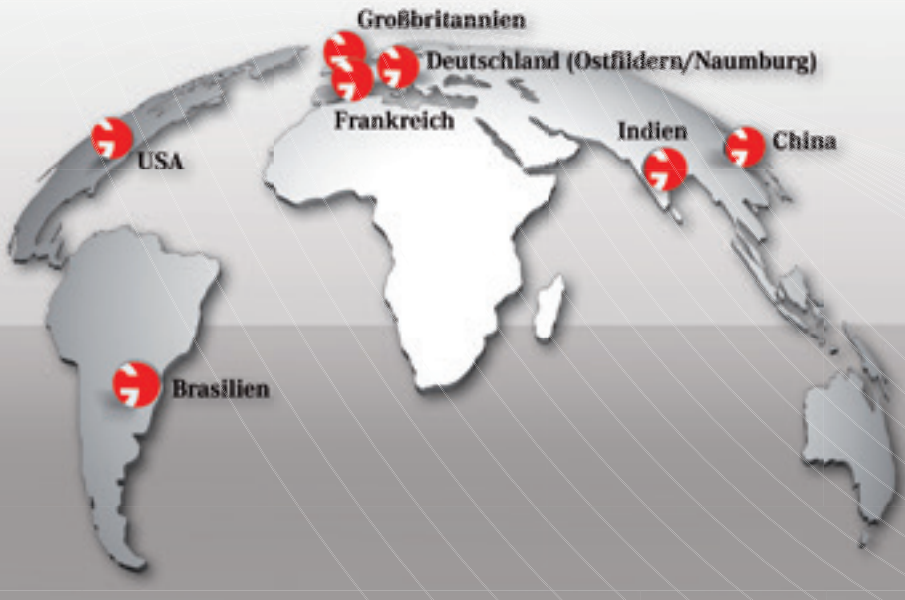 Großbritannien
Deutschland (Ostfildern/Naumburg)
Frankreich
Indien
China
USA
Brasilien